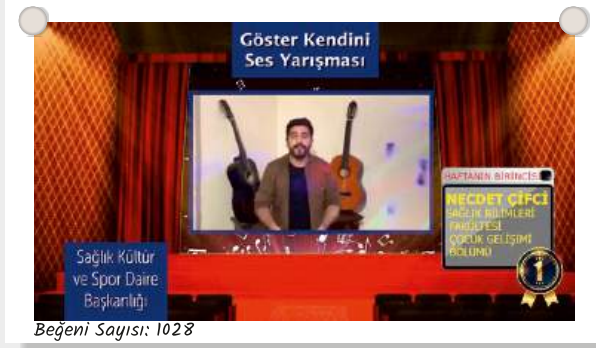 Göster Kendini
Ses Yarışması
HAFTANIN BİRİNCİSİ
NECDET ÇİFCİ
SAĞLIK BİLİMLERİ
FAKÜLTESİ
ÇOCUK GELİŞİMİ
BÖLÜMÜ
1
Sağlık Kültür
ve Spor Daire
Başkanlığı
Beğeni Sayısı: 1028